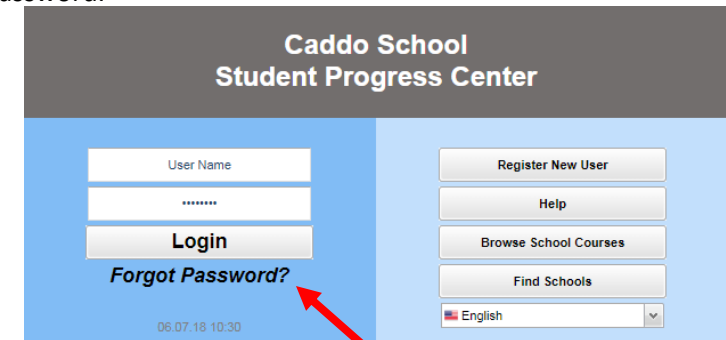 Caddo School
Student Progress Center
User Name
••••••••
Login
Forgot Password?
06.07.18 10:30
Register New User
Help
Browse School Courses
Find Schools
English